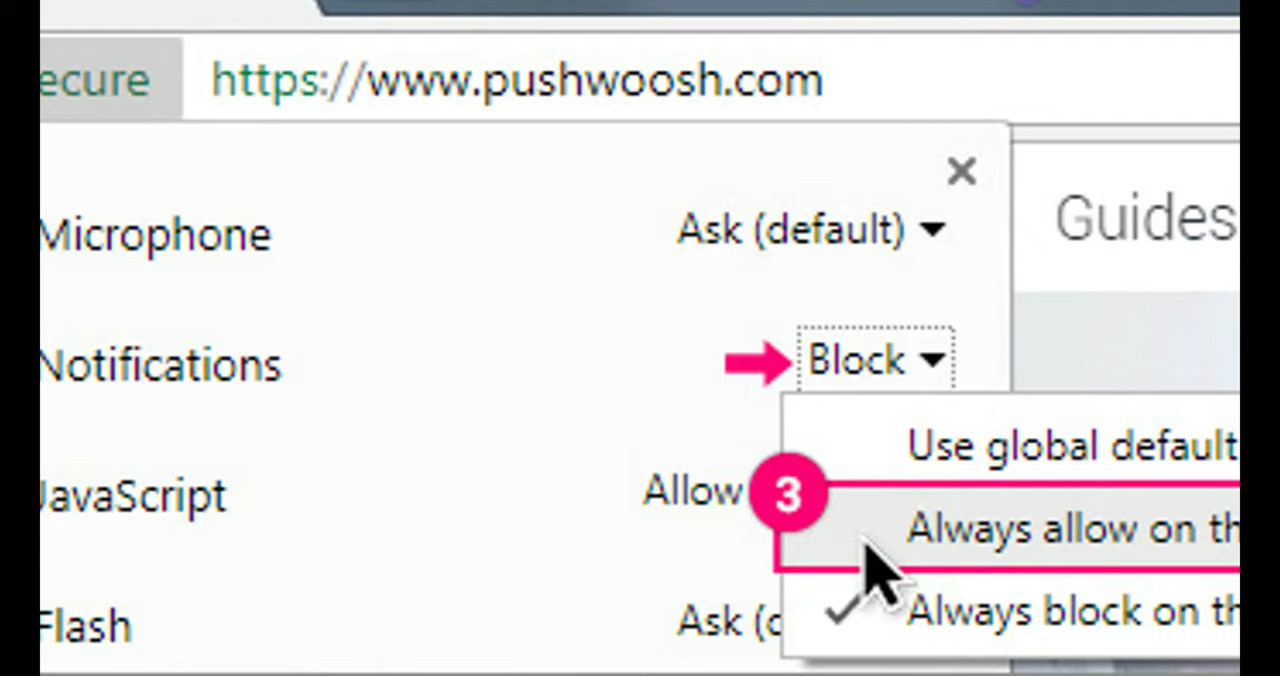 ecure https://www.pushwoosh.com
Microphone Ask (default)
Guides
Notifications Block
Use global default
JavaScript Allow
3
Always allow on th
Flash Ask (
Always block on th